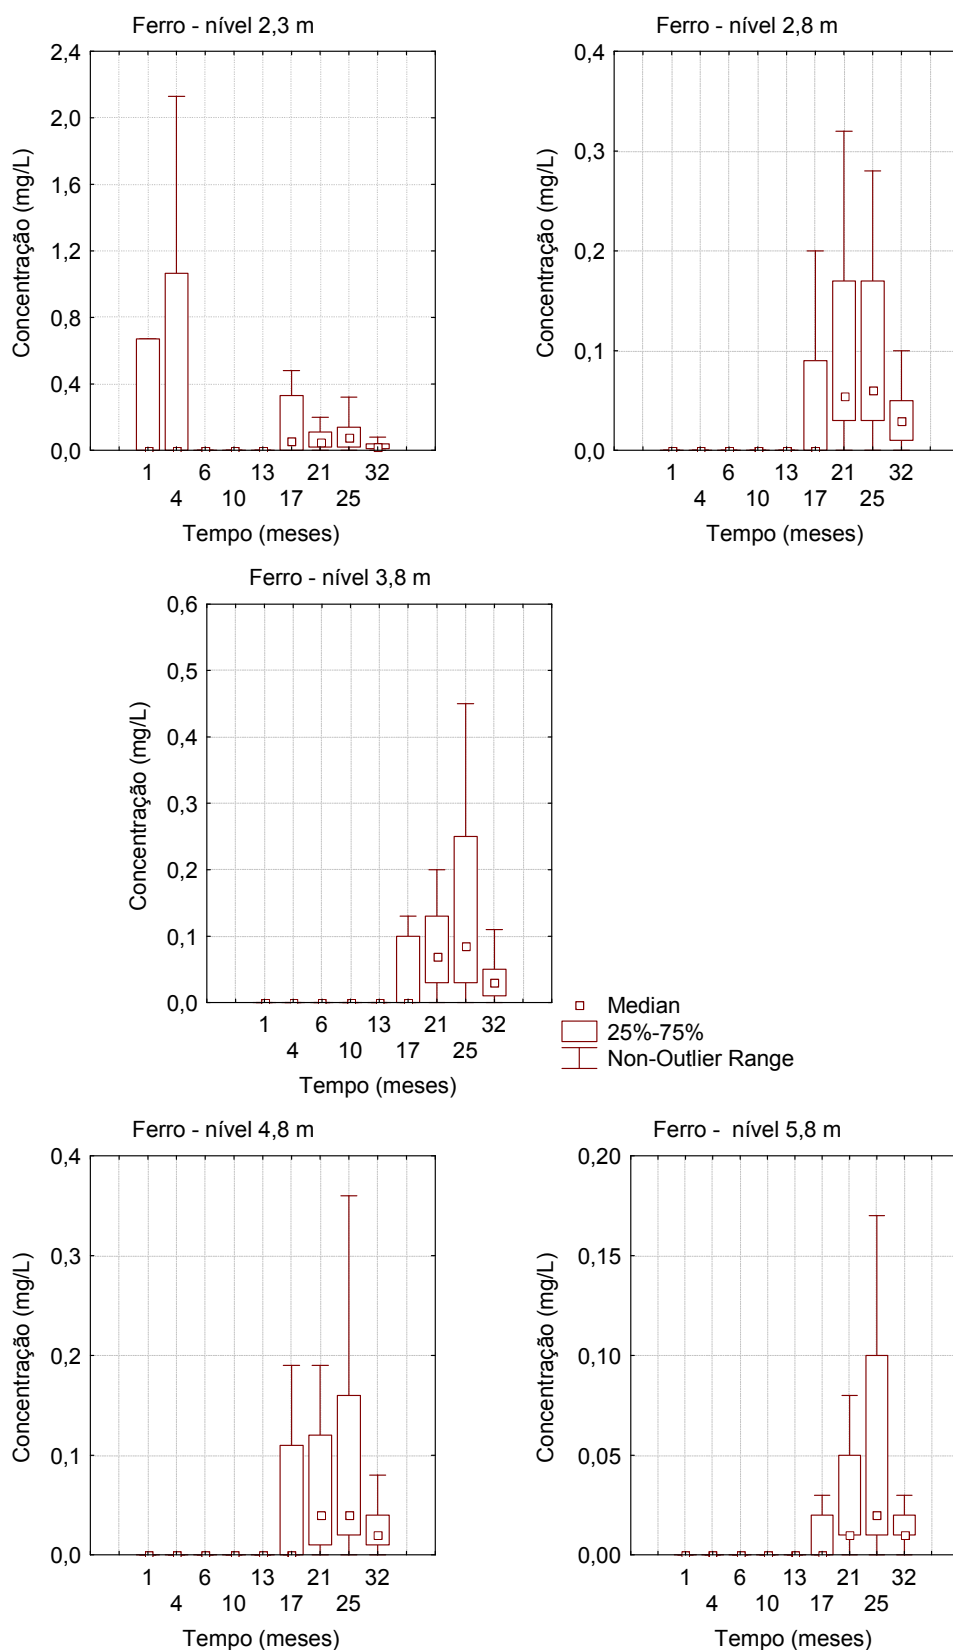 Ferro - nível 2,3 m
2,4
2,0
1,6
1,2
0,8
0,4
0,0
Concentração (mg/L)
1 6 13 21 32
4 10 17 25
Tempo (meses)
Ferro - nível 2,8 m
0,4
0,3
0,2
0,1
0,0
Concentração (mg/L)
1 6 13 21 32
4 10 17 25
Tempo (meses)
Ferro - nível 3,8 m
0,6
0,5
0,4
0,3
0,2
0,1
0,0
Concentração (mg/L)
1 6 13 21 32
4 10 17 25
Tempo (meses)
Median
25%-75%
Non-Outlier Range
Ferro - nível 4,8 m
0,4
0,3
0,2
0,1
0,0
Concentração (mg/L)
1 6 13 21 32
4 10 17 25
Tempo (meses)
Ferro - nível 5,8 m
0,20
0,15
0,10
0,05
0,00
Concentração (mg/L)
1 6 13 21 32
4 10 17 25
Tempo (meses)